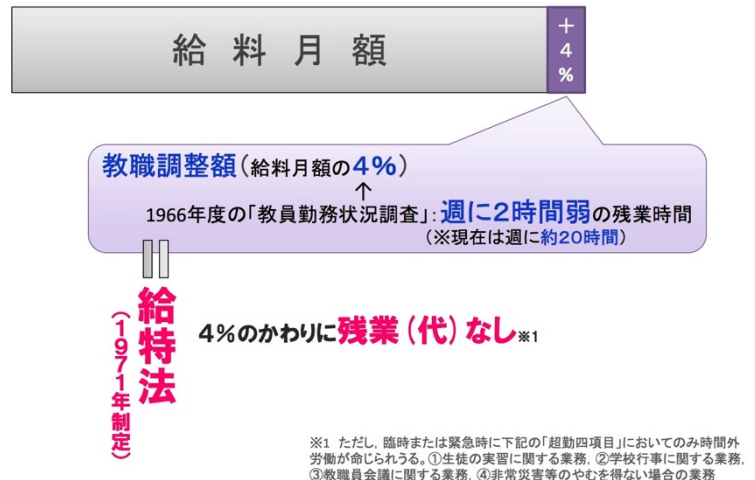 給料月額
＋4%
教職調整額（給料月額の4%）
↑
1966年度の「教員勤務状況調査」：週に2時間弱の残業時間
（※現在は週に約20時間）
給特法
（1971年制定）
4%のかわりに残業（代）なし※1
※1 ただし，臨時または緊急時に下記の「超勤四項目」においてのみ時間外
労働が命じられうる。①生徒の実習に関する業務，②学校行事に関する業務，
③教職員会議に関する業務，④非常災害等のやむを得ない場合の業務